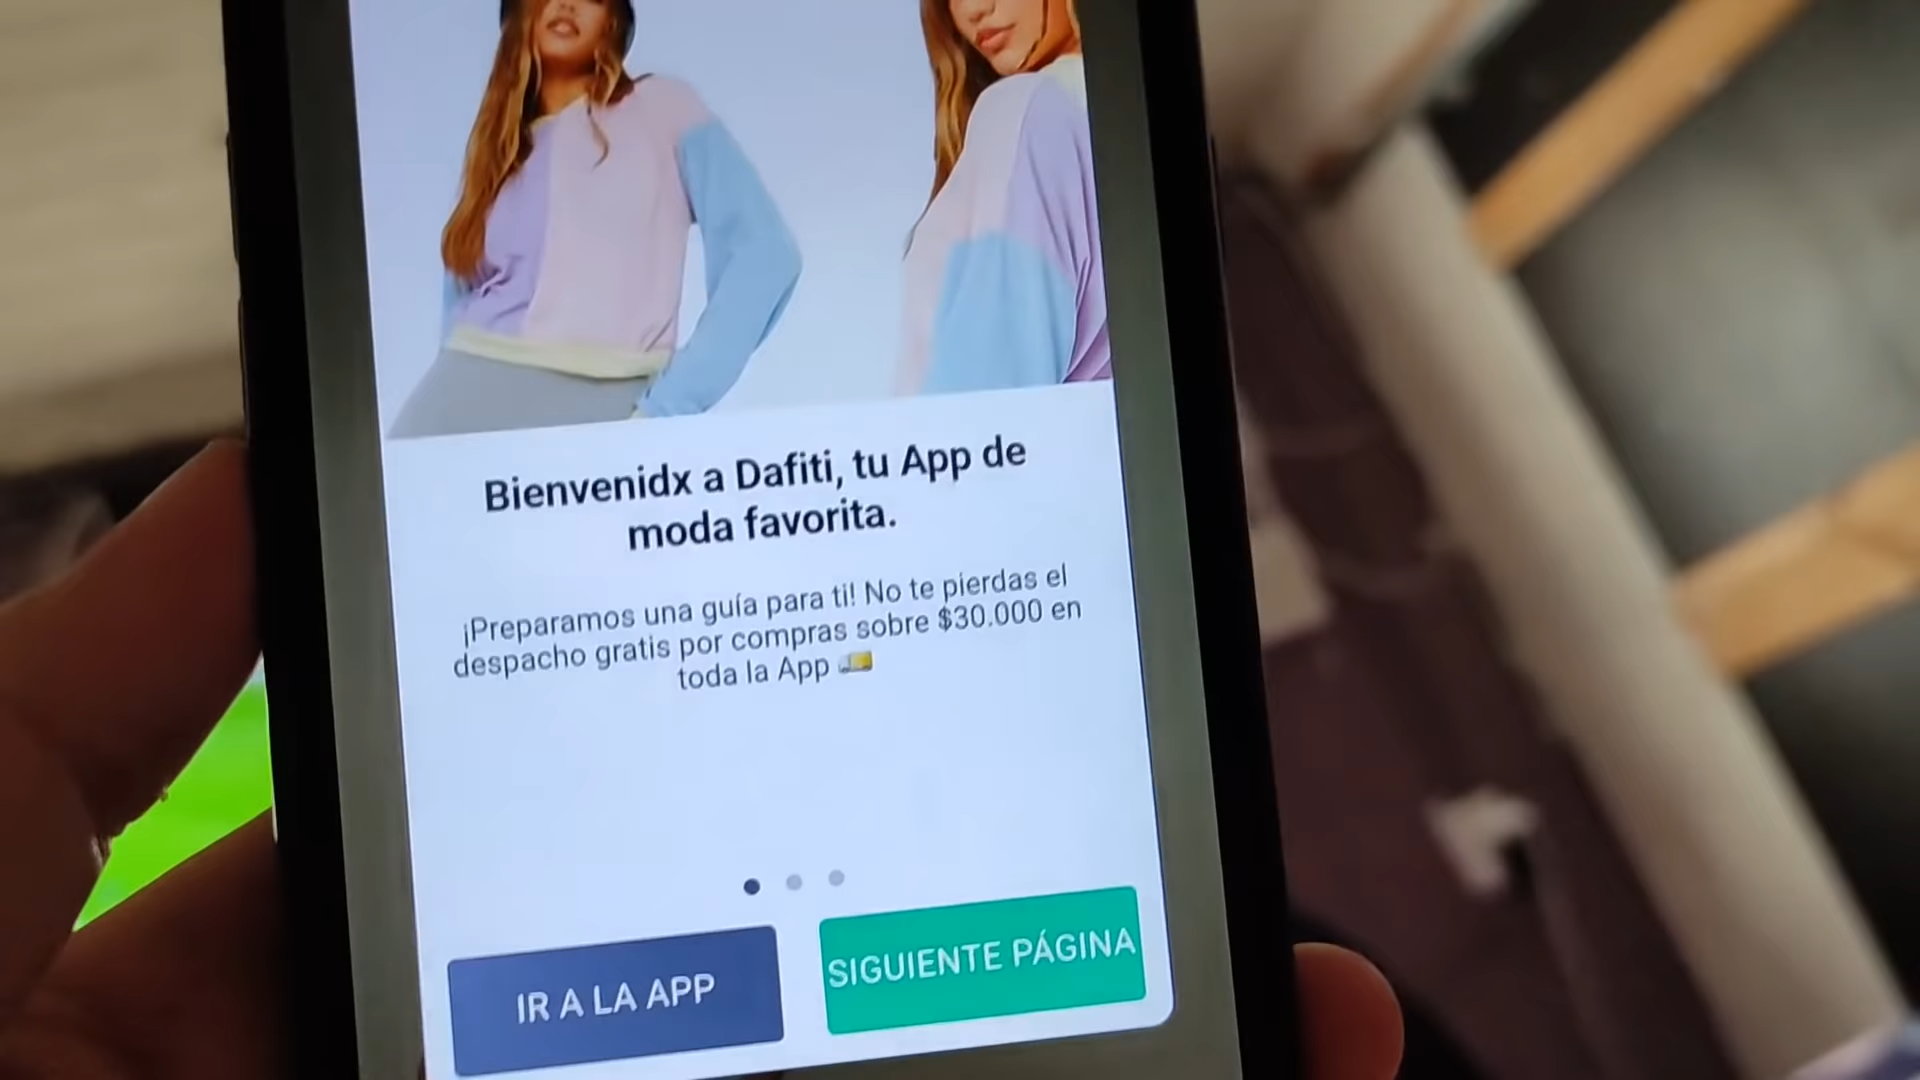 Bienvenidx a Dafiti, tu App de
moda favorita.
¡Preparamos una guía para ti! No te pierdas el
despacho gratis por compras sobre $30.000 en
toda la App
IR A LA APP
SIGUIENTE PÁGINA